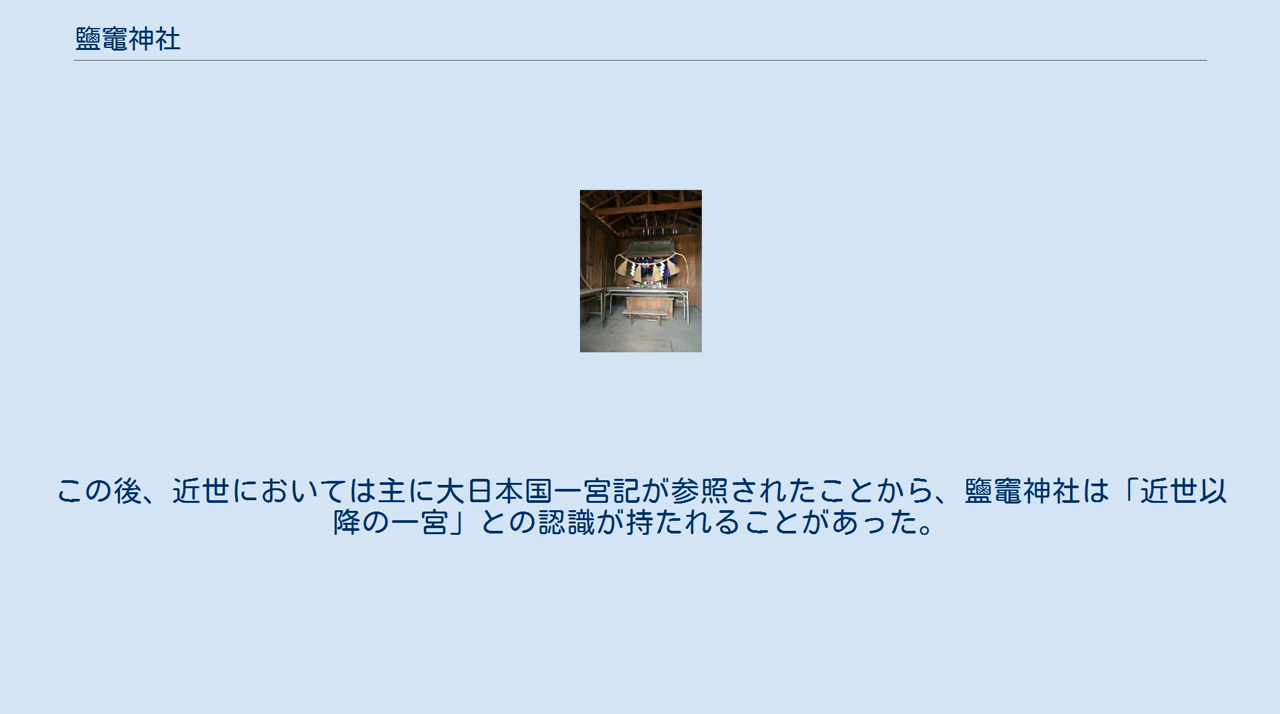 鹽竈神社
この後、近世においては主に大日本国一宮記が参照されたことから、鹽竈神社は「近世以
降の一宮」との認識が持たれることがあった。